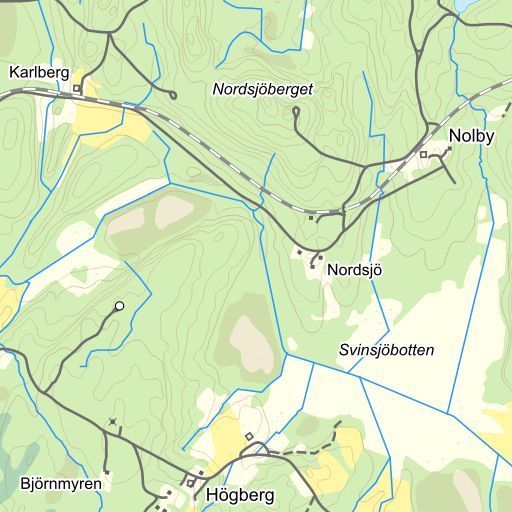 Karlberg
Nordsjöberget
Nolby
Nordsjö
Svinsjöbotten
Björnmyren
Högberg